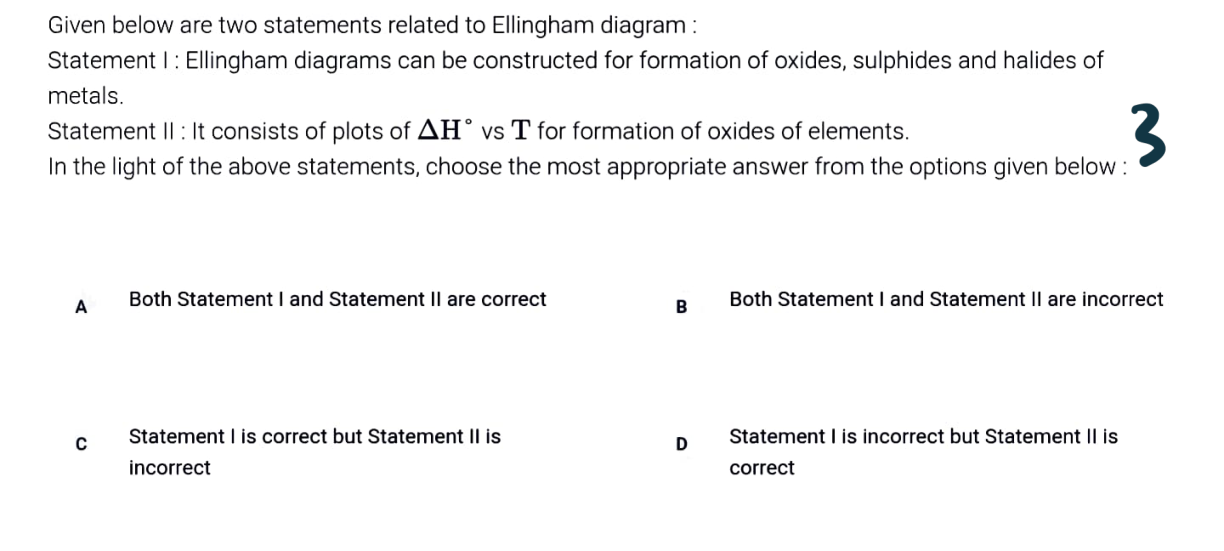 Given below are two statements related to Ellingham diagram :
Statement I : Ellingham diagrams can be constructed for formation of oxides, sulphides and halides of
metals.
Statement II : It consists of plots of ΔH° vs T for formation of oxides of elements.
3
In the light of the above statements, choose the most appropriate answer from the options given below :
A Both Statement I and Statement II are correct
B Both Statement I and Statement II are incorrect
C Statement I is correct but Statement II is
incorrect
D Statement I is incorrect but Statement II is
correct